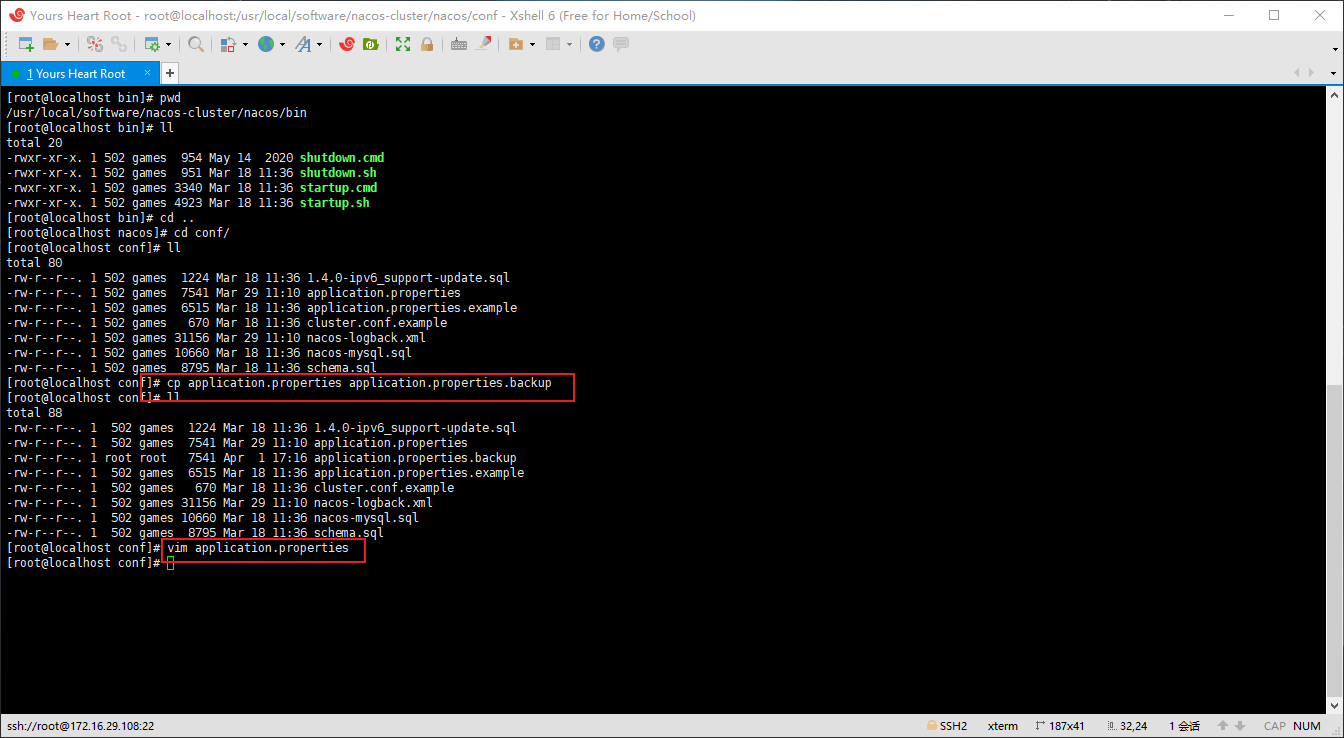 Yours Heart Root - root@localhost:/usr/local/software/nacos-cluster/nacos/conf - Xshell 6 (Free for Home/School)
1 Yours Heart Root × +
[root@localhost bin]# pwd
/usr/local/software/nacos-cluster/nacos/bin
[root@localhost bin]# ll
total 20
-rwxr-xr-x. 1 502 games  954 May 14  2020 shutdown.cmd
-rwxr-xr-x. 1 502 games  951 Mar 18 11:36 shutdown.sh
-rwxr-xr-x. 1 502 games 3340 Mar 18 11:36 startup.cmd
-rwxr-xr-x. 1 502 games 4923 Mar 18 11:36 startup.sh
[root@localhost bin]# cd ..
[root@localhost nacos]# cd conf/
[root@localhost conf]# ll
total 80
-rw-r--r--. 1 502 games  1224 Mar 18 11:36 1.4.0-ipv6_support-update.sql
-rw-r--r--. 1 502 games  7541 Mar 29 11:10 application.properties
-rw-r--r--. 1 502 games  6515 Mar 18 11:36 application.properties.example
-rw-r--r--. 1 502 games   670 Mar 18 11:36 cluster.conf.example
-rw-r--r--. 1 502 games 31156 Mar 29 11:10 nacos-logback.xml
-rw-r--r--. 1 502 games 10660 Mar 18 11:36 nacos-mysql.sql
-rw-r--r--. 1 502 games  8795 Mar 18 11:36 schema.sql
[root@localhost conf]# cp application.properties application.properties.backup
[root@localhost conf]# ll
total 88
-rw-r--r--. 1  502 games  1224 Mar 18 11:36 1.4.0-ipv6_support-update.sql
-rw-r--r--. 1  502 games  7541 Mar 29 11:10 application.properties
-rw-r--r--. 1 root root   7541 Apr  1 17:16 application.properties.backup
-rw-r--r--. 1  502 games  6515 Mar 18 11:36 application.properties.example
-rw-r--r--. 1  502 games   670 Mar 18 11:36 cluster.conf.example
-rw-r--r--. 1  502 games 31156 Mar 29 11:10 nacos-logback.xml
-rw-r--r--. 1  502 games 10660 Mar 18 11:36 nacos-mysql.sql
-rw-r--r--. 1  502 games  8795 Mar 18 11:36 schema.sql
[root@localhost conf]# vim application.properties
[root@localhost conf]#
ssh://root@172.16.29.108:22 SSH2 xterm 187x41 32,24 1 会话 CAP NUM